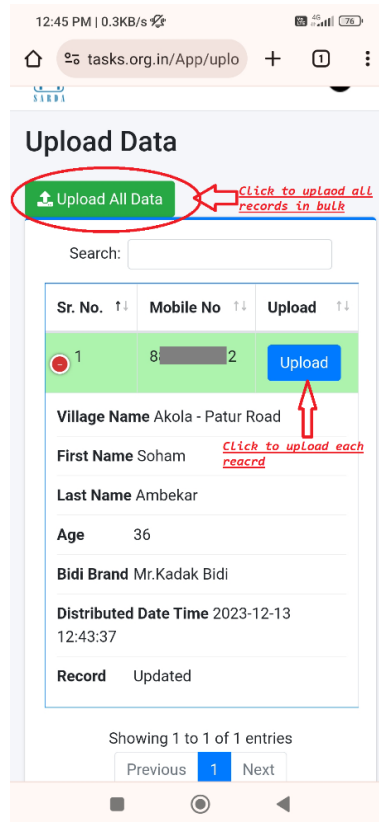 12:45 PM | 0.3KB/s
4G
76
tasks.org.in/App/uplo
1
SARDA
Upload Data
Upload All Data
Click to uplaod all
records in bulk
Search:
Sr. No. ↑↓ Mobile No ↑↓ Upload ↑↓
1 8 2 Upload
Village Name Akola - Patur Road
First Name Soham
Click to upload each
reacrd
Last Name Ambekar
Age 36
Bidi Brand Mr.Kadak Bidi
Distributed Date Time 2023-12-13
12:43:37
Record Updated
Showing 1 to 1 of 1 entries
Previous 1 Next